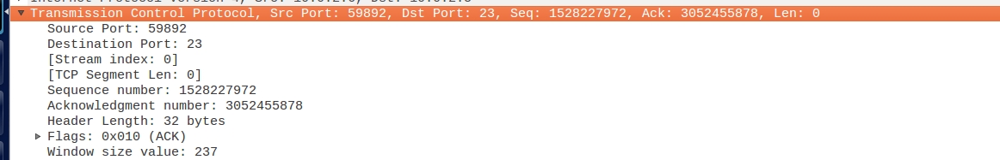 Transmission Control Protocol, Src Port: 59892, Dst Port: 23, Seq: 1528227972, Ack: 3052455878, Len: 0
Source Port: 59892
Destination Port: 23
[Stream index: 0]
[TCP Segment Len: 0]
Sequence number: 1528227972
Acknowledgment number: 3052455878
Header Length: 32 bytes
Flags: 0x010 (ACK)
Window size value: 237